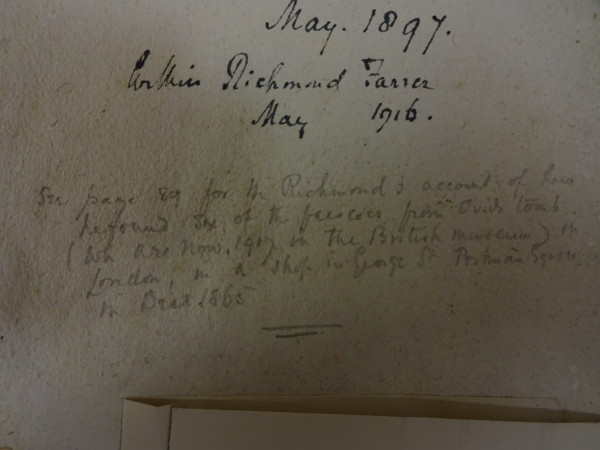 May. 1897.
Richmond Farrer
May 1916.
See page 89 for Mr Richmond's account of how
he found six of the frescoes from Ovids tomb
(wh are now, 1917 in the British museum) in
London, in a shop in George St Portman Square
in Decr 1865